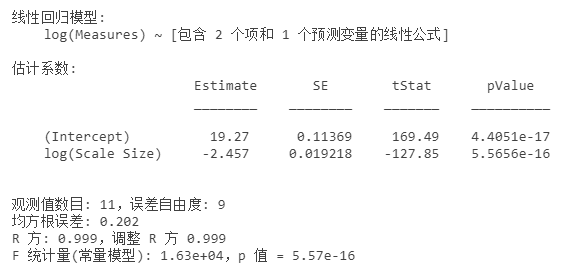 线性回归模型:
log(Measures) ~ [包含 2 个项和 1 个预测变量的线性公式]
估计系数:
Estimate SE tStat pValue
(Intercept) 19.27 0.11369 169.49 4.4051e-17
log(Scale Size) -2.457 0.019218 -127.85 5.5656e-16
观测值数目: 11，误差自由度: 9
均方根误差: 0.202
R 方: 0.999，调整 R 方 0.999
F 统计量(常量模型): 1.63e+04，p 值 = 5.57e-16